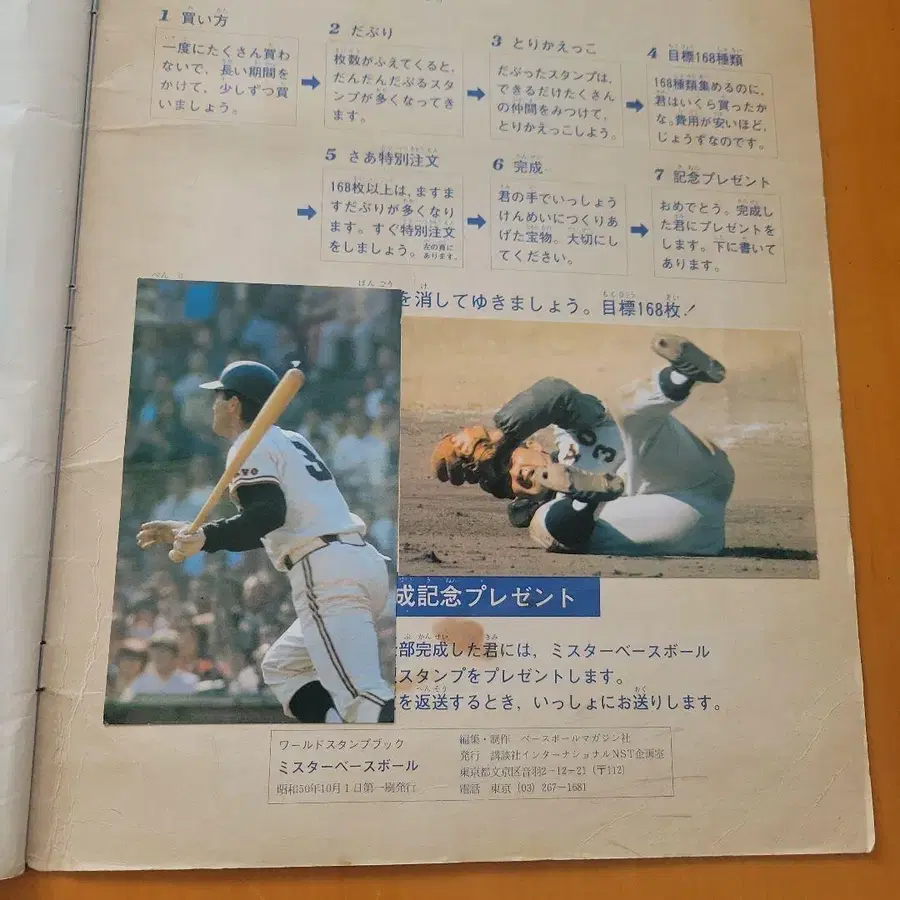 1 買い方
一度にたくさん買わ
ないで、長い期間を
かけて、少しずつ買
いましょう。
2 だぶり
枚数がふえてくると、
だんだんだぶるスタ
ンプが多くなってき
ます。
3 とりかえっこ
だぶったスタンプは、
できるだけたくさん
の仲間をみつけて、
とりかえっこしよう。
4 目標168種類
168種類集めるのに、
君はいくら買ったか
な。費用が安いほど、
じょうずなのです。
5 さあ特別注文
168枚以上は、ますま
すだぶりが多くなり
ます。すぐ特別注文
をしましょう。 左の頁に
あります。
6 完成
君の手でいっしょう
けんめいにつくりあ
げた宝物。大切にし
てください。
7 記念プレゼント
おめでとう。完成し
た君にプレゼントを
します。下に書いて
あります。
を消してゆきましょう。目標168枚!
3
3
成記念プレゼント
部完成した君には、ミスターベースボール
スタンプをプレゼントします。
を返送するとき、いっしょにお送りします。
ワールドスタンプブック
ミスターベースボール
昭和50年10月1日第一刷発行
編集・制作 ベースボールマガジン社
発行 講談社インターナショナルNST企画室
東京都文京区音羽2-12-21 (〒112)
電話 東京 (03) 267-1681